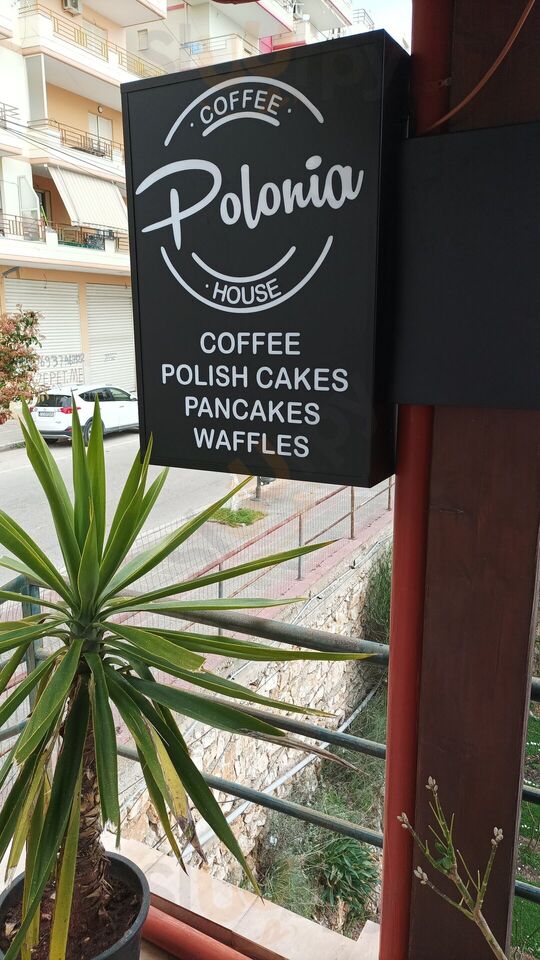 COFFEE
Polonia
HOUSE
COFFEE
POLISH CAKES
PANCAKES
WAFFLES